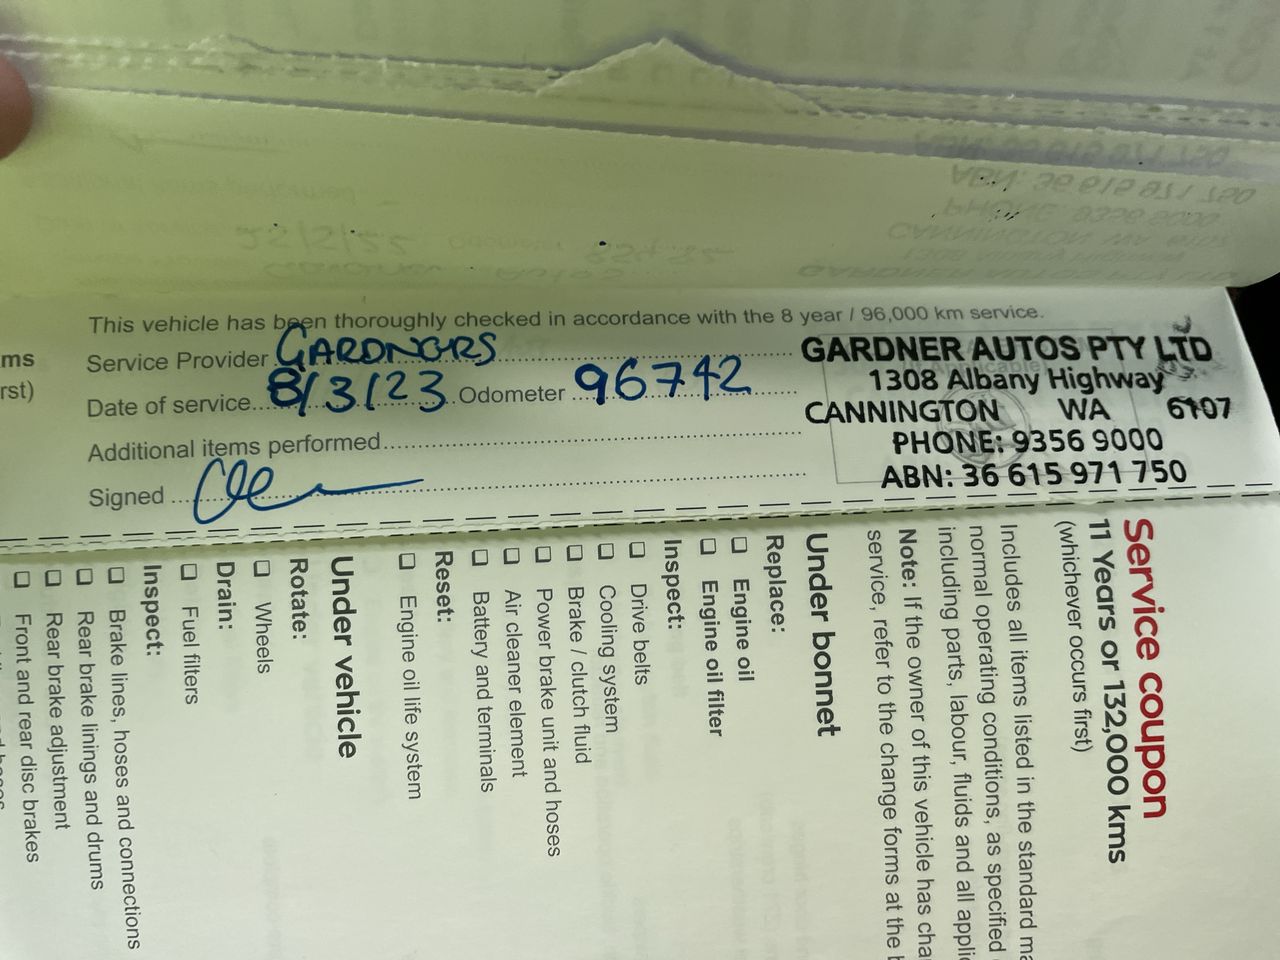 This vehicle has been thoroughly checked in accordance with the 8 year / 96,000 km service.
ms
rst)
Service Provider GARDNERS
Date of service 8/3/23 Odometer 96742
Additional items performed
Signed
GARDNER AUTOS PTY LTD
1308 Albany Highway
CANNINGTON WA 6107
PHONE: 9356 9000
ABN: 36 615 971 750
Service coupon
11 Years or 132,000 kms
(whichever occurs first)
Includes all items listed in the standard ma
normal operating conditions, as specified
including parts, labour, fluids and all appli
Note: If the owner of this vehicle has cha
service, refer to the change forms at the b
Under bonnet
Replace:
Engine oil
Engine oil filter
Inspect:
Drive belts
Cooling system
Brake / clutch fluid
Power brake unit and hoses
Air cleaner element
Battery and terminals
Reset:
Engine oil life system
Under vehicle
Rotate:
Wheels
Drain:
Fuel filters
Inspect:
Brake lines, hoses and connections
Rear brake linings and drums
Rear brake adjustment
Front and rear disc brakes